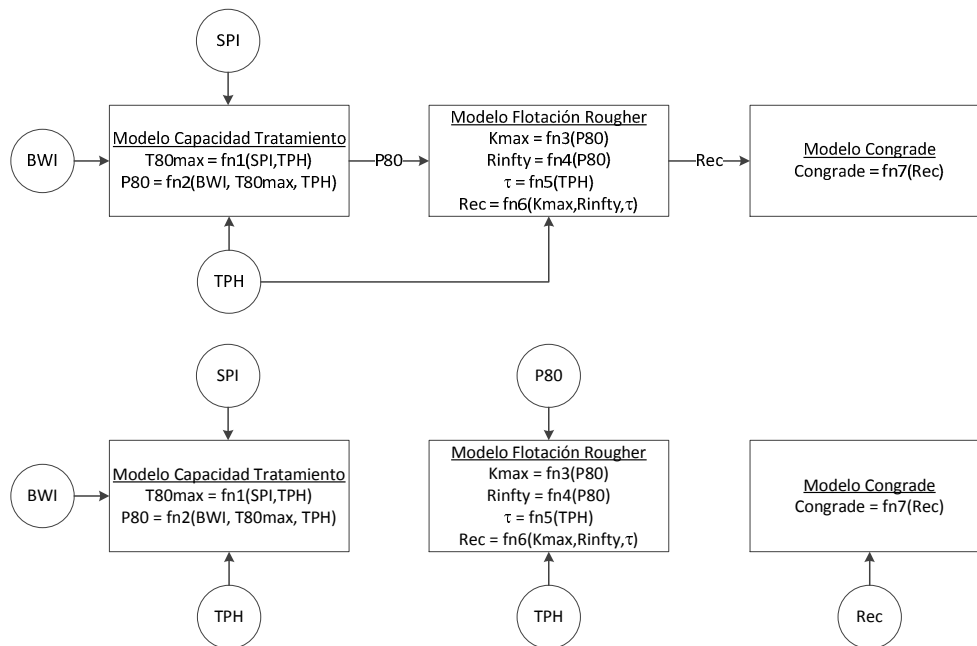 SPI
BWI
Modelo Capacidad Tratamiento
T80max = fn1(SPI,TPH)
P80 = fn2(BWI, T80max, TPH)
P80
Modelo Flotación Rougher
Kmax = fn3(P80)
Rinfty = fn4(P80)
τ = fn5(TPH)
Rec = fn6(Kmax,Rinfty,τ)
Rec
Modelo Congrade
Congrade = fn7(Rec)
TPH
SPI
P80
BWI
Modelo Capacidad Tratamiento
T80max = fn1(SPI,TPH)
P80 = fn2(BWI, T80max, TPH)
Modelo Flotación Rougher
Kmax = fn3(P80)
Rinfty = fn4(P80)
τ = fn5(TPH)
Rec = fn6(Kmax,Rinfty,τ)
Modelo Congrade
Congrade = fn7(Rec)
TPH
TPH
Rec